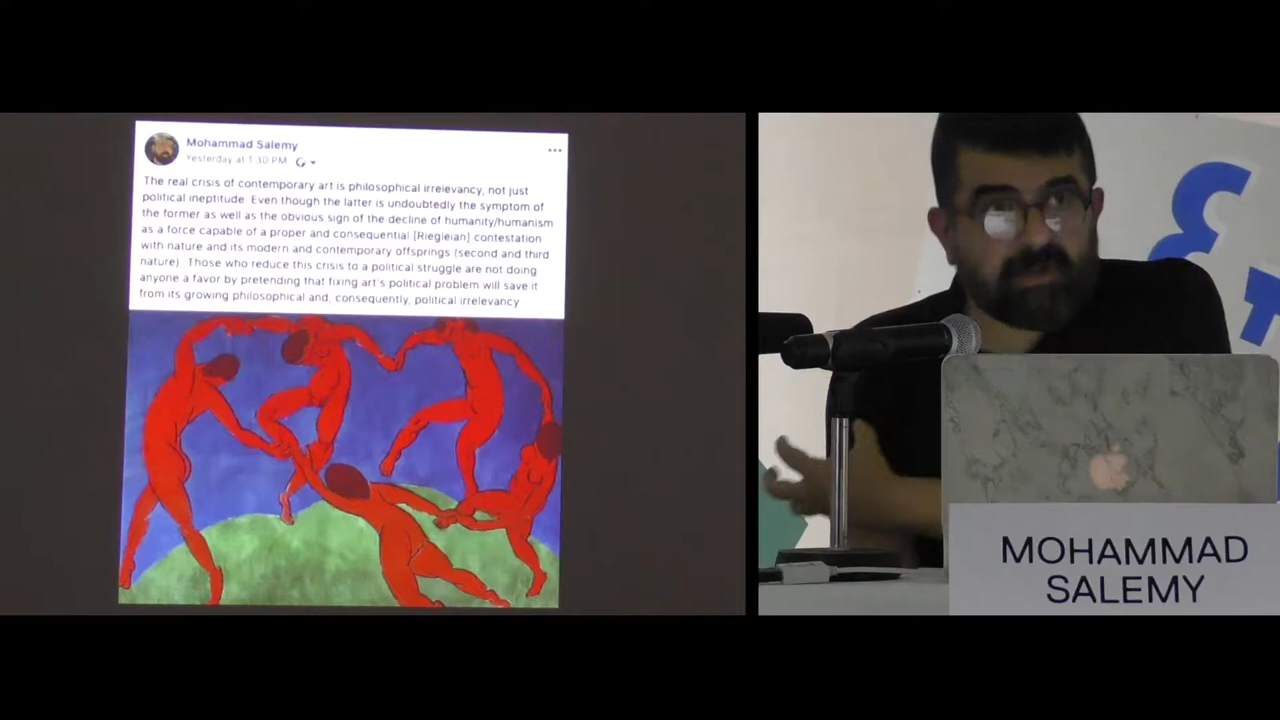 Mohammad Salemy
Yesterday at 1:30 PM
The real crisis of contemporary art is philosophical irrelevancy, not just
political ineptitude. Even though the latter is undoubtedly the symptom of
the former as well as the obvious sign of the decline of humanity/humanism
as a force capable of a proper and consequential [Riegleian] contestation
with nature and its modern and contemporary offsprings (second and third
nature). Those who reduce this crisis to a political struggle are not doing
anyone a favor by pretending that fixing art's political problem will save it
from its growing philosophical and, consequently, political irrelevancy
MOHAMMAD
SALEMY